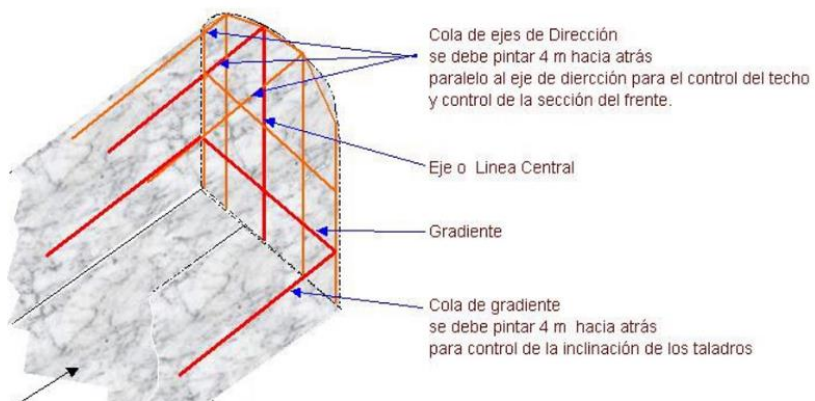 Cola de ejes de Dirección
se debe pintar 4 m hacia atrás
paralelo al eje de diercción para el control del techo
y control de la sección del frente.
Eje o Linea Central
Gradiente
Cola de gradiente
se debe pintar 4 m hacia atrás
para control de la inclinación de los taladros